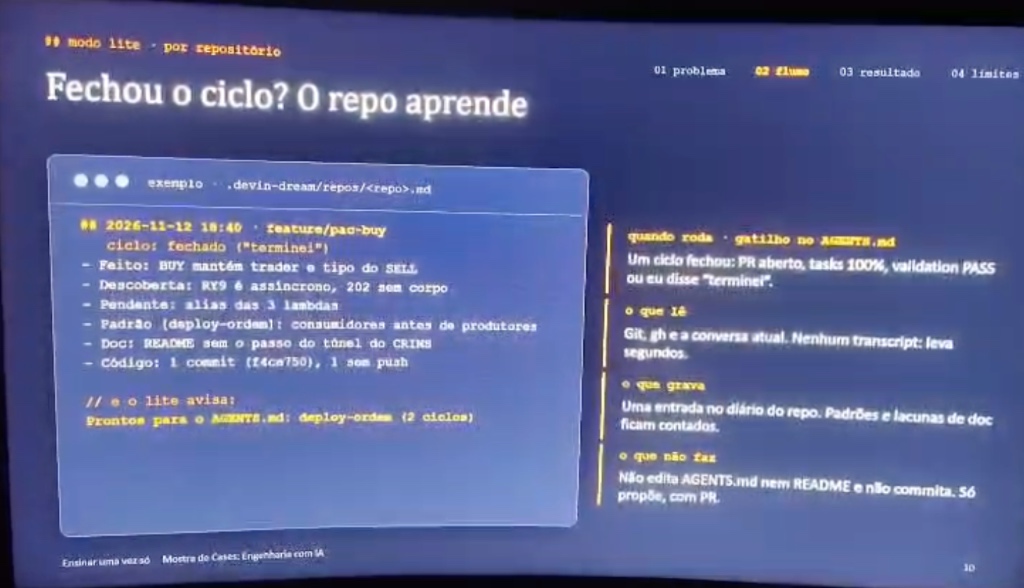 ## modo lite · por repositório
01 problema 02 fluxo 03 resultado 04 limites
Fechou o ciclo? O repo aprende
exemplo · .devin-dream/repos/<repo>.md
## 2026-11-12 18:40 · feature/pac-buy
ciclo: fechado ("terminei")
- Feito: BUY mantém trader e tipo do SELL
- Descoberta: RY9 é assíncrono, 202 sem corpo
- Pendente: alias das 3 lambdas
- Padrão [deploy-ordem]: consumidores antes de produtores
- Doc: README sem o passo do túnel do
- Código: 1 commit 1 sem push
// e o lite avisa:
Prontos para o AGENTS.md: deploy-ordem (2 ciclos)
quando roda · gatilho no AGENTS.md
Um ciclo fechou: PR aberto, tasks 100%, validation PASS
ou eu disse "terminei".
o que lê
Git, gh e a conversa atual. Nenhum transcript: leva
segundos.
o que grava
Uma entrada no diário do repo. Padrões e lacunas de doc
ficam contados.
o que não faz
Não edita AGENTS.md nem README e não commita. Só
propõe, com PR.
Ensinar uma vez só Mostra de Cases: Engenharia com IA
10